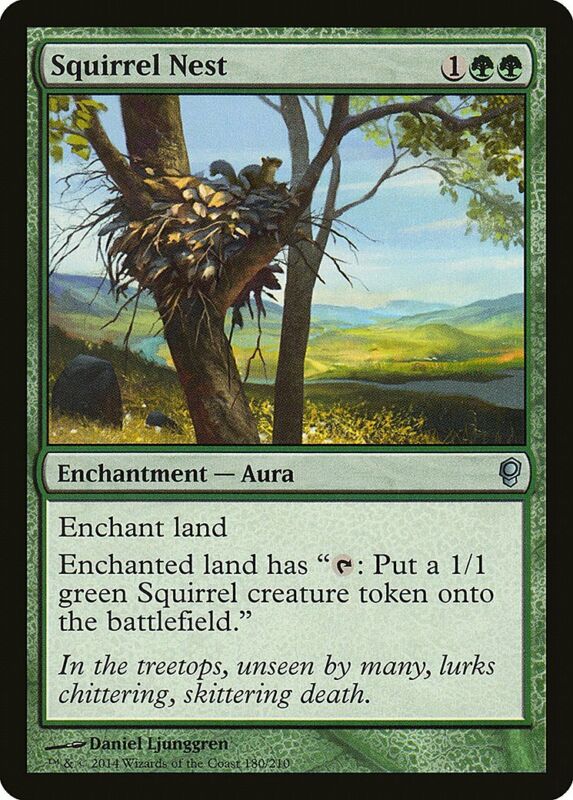 Squirrel Nest 1
Enchantment — Aura
Enchant land
Enchanted land has “: Put a 1/1
green Squirrel creature token onto
the battlefield.”
In the treetops, unseen by many, lurks
chittering, skittering death.
Daniel Ljunggren
™ & © 2014 Wizards of the Coast 180/210